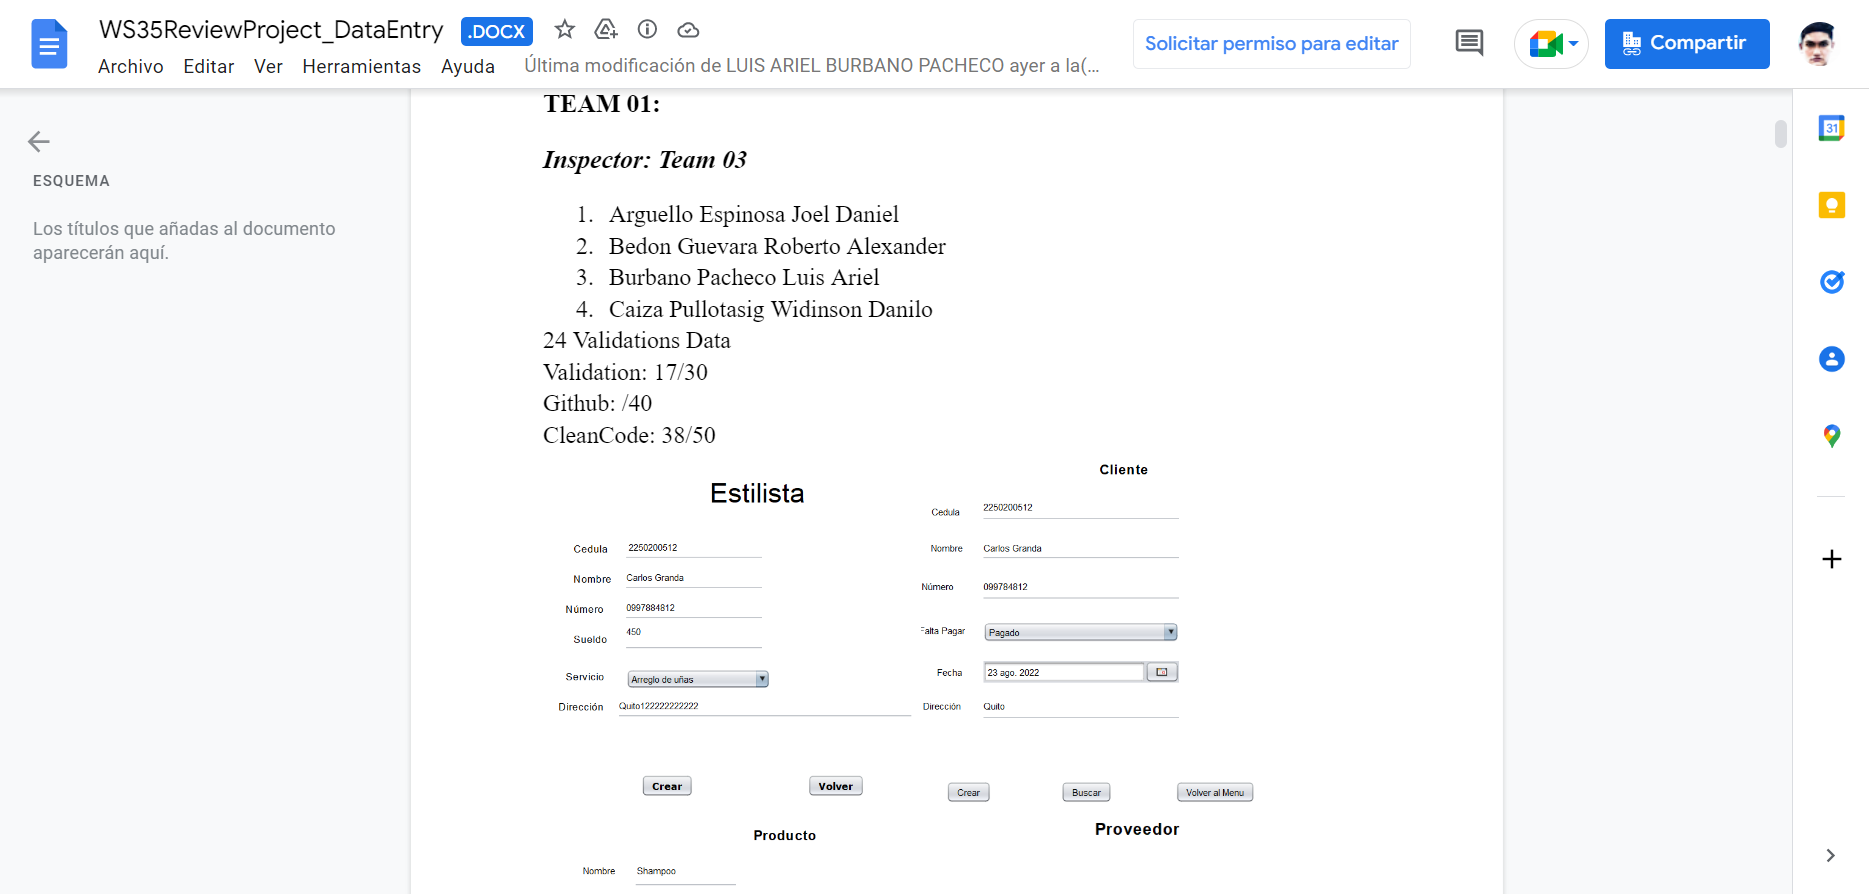 WS35ReviewProject_DataEntry .DOCX
Archivo Editar Ver Herramientas Ayuda Última modificación de LUIS ARIEL BURBANO PACHECO ayer a la(...
Solicitar permiso para editar
Compartir
ESQUEMA
Los títulos que añadas al documento
aparecerán aquí.
31
TEAM 01:
Inspector: Team 03
1. Arguello Espinosa Joel Daniel
2. Bedon Guevara Roberto Alexander
3. Burbano Pacheco Luis Ariel
4. Caiza Pullotasig Widinson Danilo
24 Validations Data
Validation: 17/30
Github: /40
CleanCode: 38/50
Estilista
Cedula 2250200512
Nombre Carlos Granda
Número 0997884812
Sueldo 450
Servicio Arreglo de uñas
Dirección Quito122222222222
Crear Volver
Cliente
Cedula 2250200512
Nombre Carlos Granda
Número 099784812
Falta Pagar Pagado
Fecha 23 ago. 2022
Dirección Quito
Crear Buscar Volver al Menu
Producto
Nombre Shampoo
Proveedor